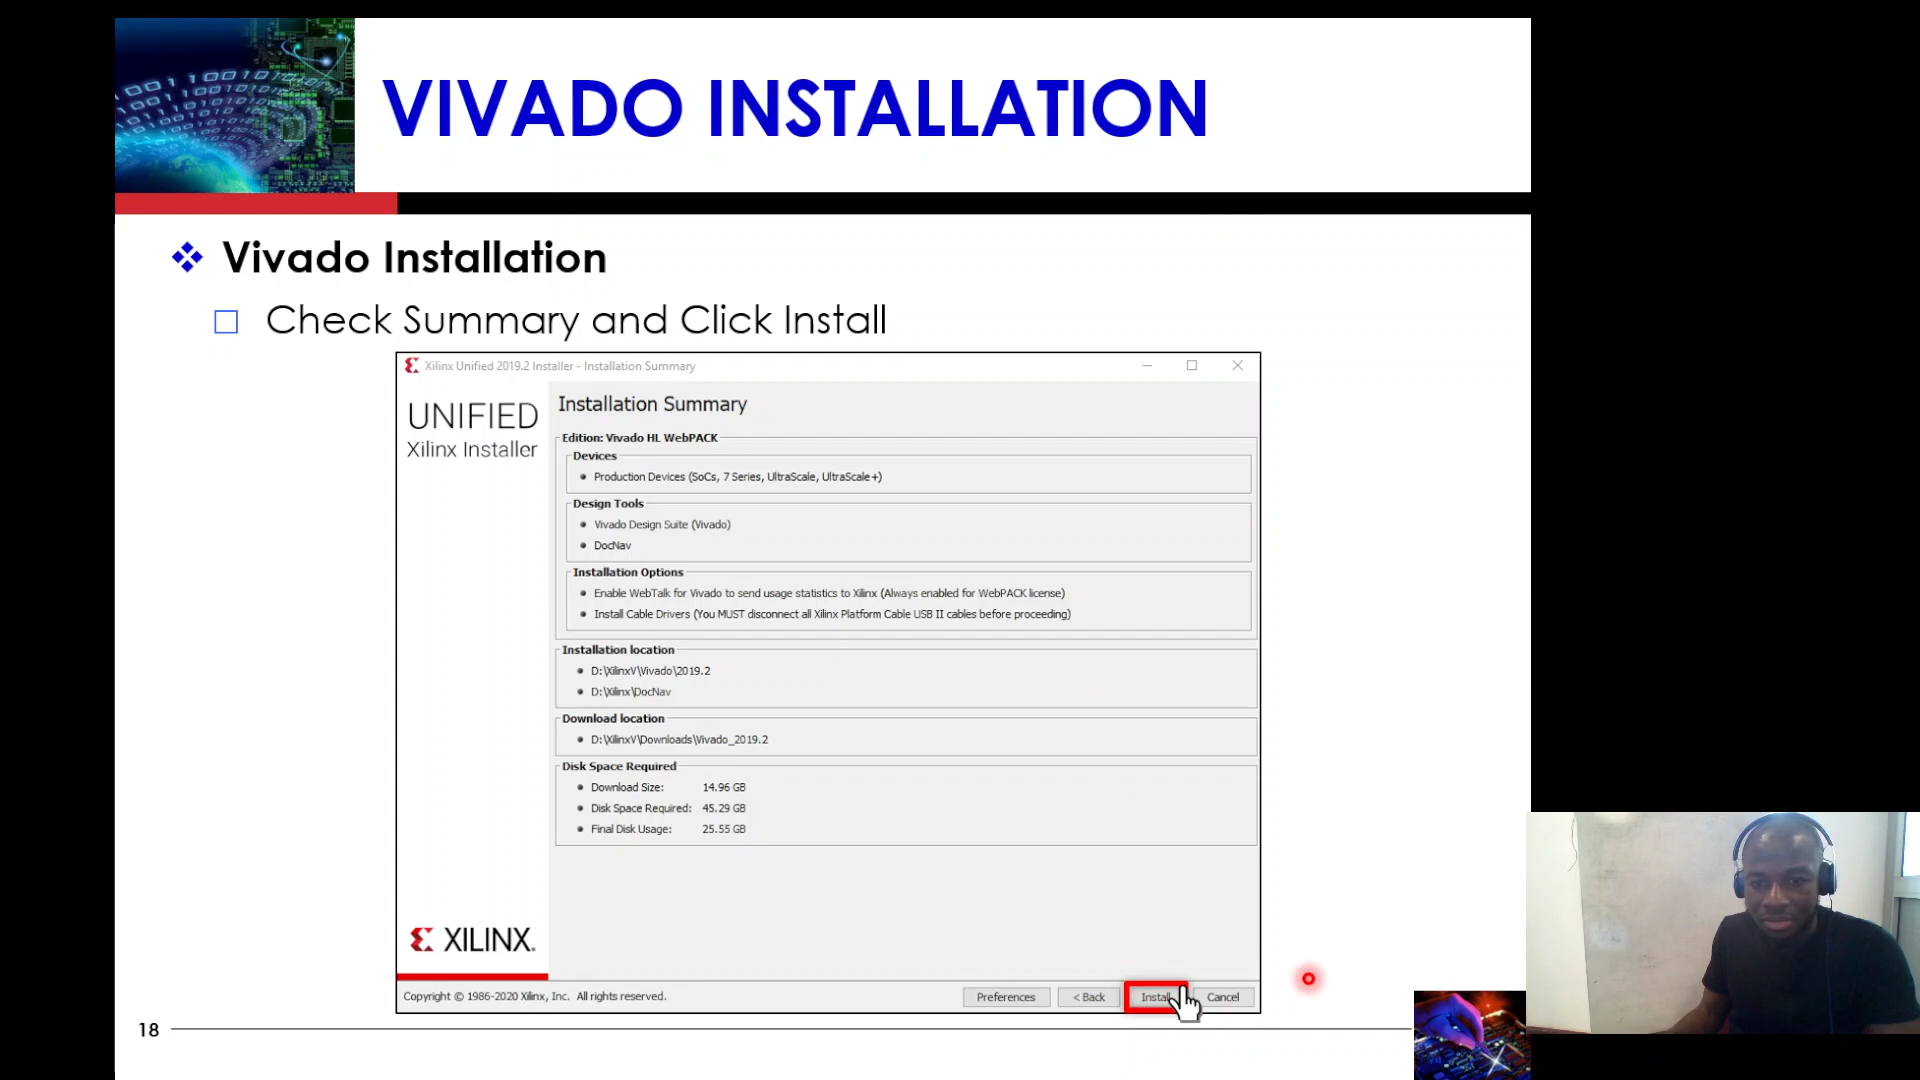 VIVADO INSTALLATION
Vivado Installation
Check Summary and Click Install
Xilinx Unified 2019.2 Installer - Installation Summary
UNIFIED
Xilinx Installer
Installation Summary
Edition: Vivado HL WebPACK
Devices
Production Devices (SoCs, 7 Series, UltraScale, UltraScale+)
Design Tools
Vivado Design Suite (Vivado)
DocNav
Installation Options
Enable WebTalk for Vivado to send usage statistics to Xilinx (Always enabled for WebPACK license)
Install Cable Drivers (You MUST disconnect all Xilinx Platform Cable USB II cables before proceeding)
Installation location
D:\XilinxV\Vivado\2019.2
D:\Xilinx\DocNav
Download location
D:\XilinxV\Downloads\Vivado_2019.2
Disk Space Required
Download Size: 14.96 GB
Disk Space Required: 45.29 GB
Final Disk Usage: 25.55 GB
XILINX.
Copyright © 1986-2020 Xilinx, Inc. All rights reserved.
Preferences < Back Install Cancel
18